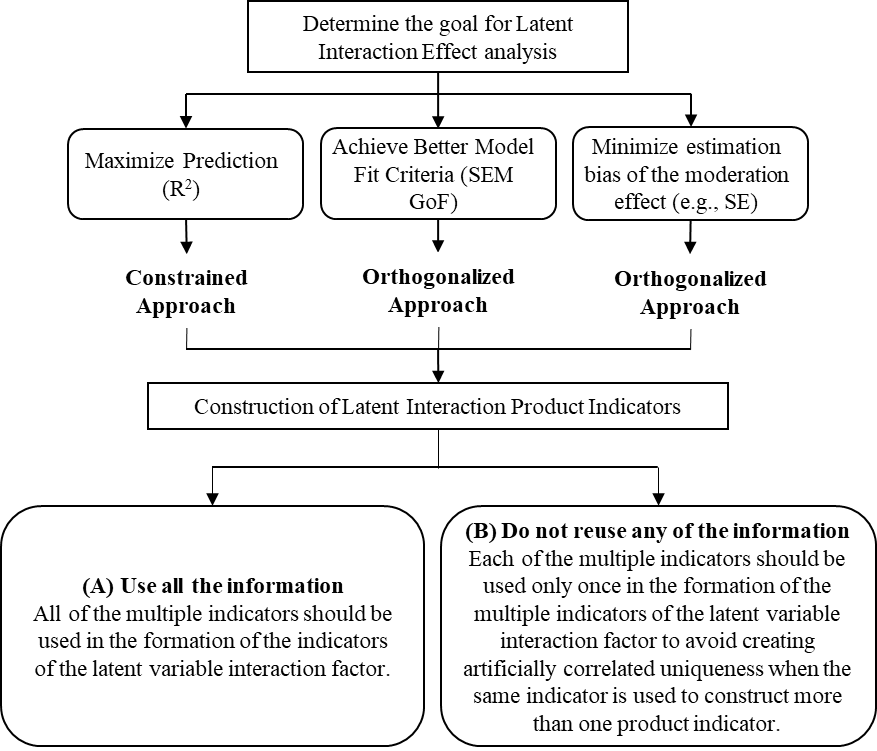 Determine the goal for Latent
Interaction Effect analysis
Maximize Prediction
(R²)
Achieve Better Model
Fit Criteria (SEM
GoF)
Minimize estimation
bias of the moderation
effect (e.g., SE)
Constrained
Approach
Orthogonalized
Approach
Orthogonalized
Approach
Construction of Latent Interaction Product Indicators
(A) Use all the information
All of the multiple indicators should be
used in the formation of the indicators
of the latent variable interaction factor.
(B) Do not reuse any of the information
Each of the multiple indicators should be
used only once in the formation of the
multiple indicators of the latent variable
interaction factor to avoid creating
artificially correlated uniqueness when the
same indicator is used to construct more
than one product indicator.